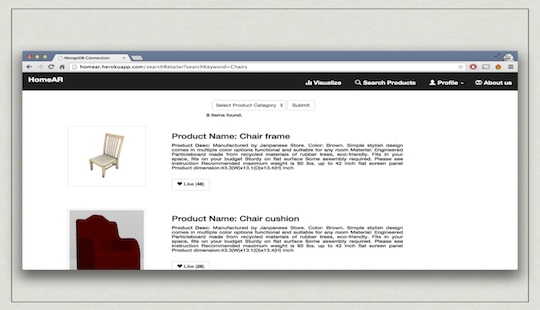 MongoDB Connection
homear.herokuapp.com/searchRetailer?searchKeyword=Chairs
HomeAR Visualize Search Products Profile About us
Select Product Category Submit
8 items found.
Product Name: Chair frame
Product Desc: Manufactured by Janpanese Store. Color: Brown. Simple stylish design
comes in multiple color options functional and suitable for any room Material: Engineered
Particleboard made from recycled materials of rubber trees, eco-friendly. Fits in your
space, fits on your budget Sturdy on flat surface Some assembly required. Please see
instruction Recommended maximum weight is 60 lbs. up to 42 inch flat screen panel
Product dimension:43.3(W)x13.1(D)x13.4(H) Inch
Like (48)
Product Name: Chair cushion
Product Desc: Manufactured by Janpanese Store. Color: Brown. Simple stylish design
comes in multiple color options functional and suitable for any room Material: Engineered
Particleboard made from recycled materials of rubber trees, eco-friendly. Fits in your
space, fits on your budget Sturdy on flat surface Some assembly required. Please see
instruction Recommended maximum weight is 60 lbs. up to 42 inch flat screen panel
Product dimension:43.3(W)x13.1(D)x13.4(H) Inch
Like (26)